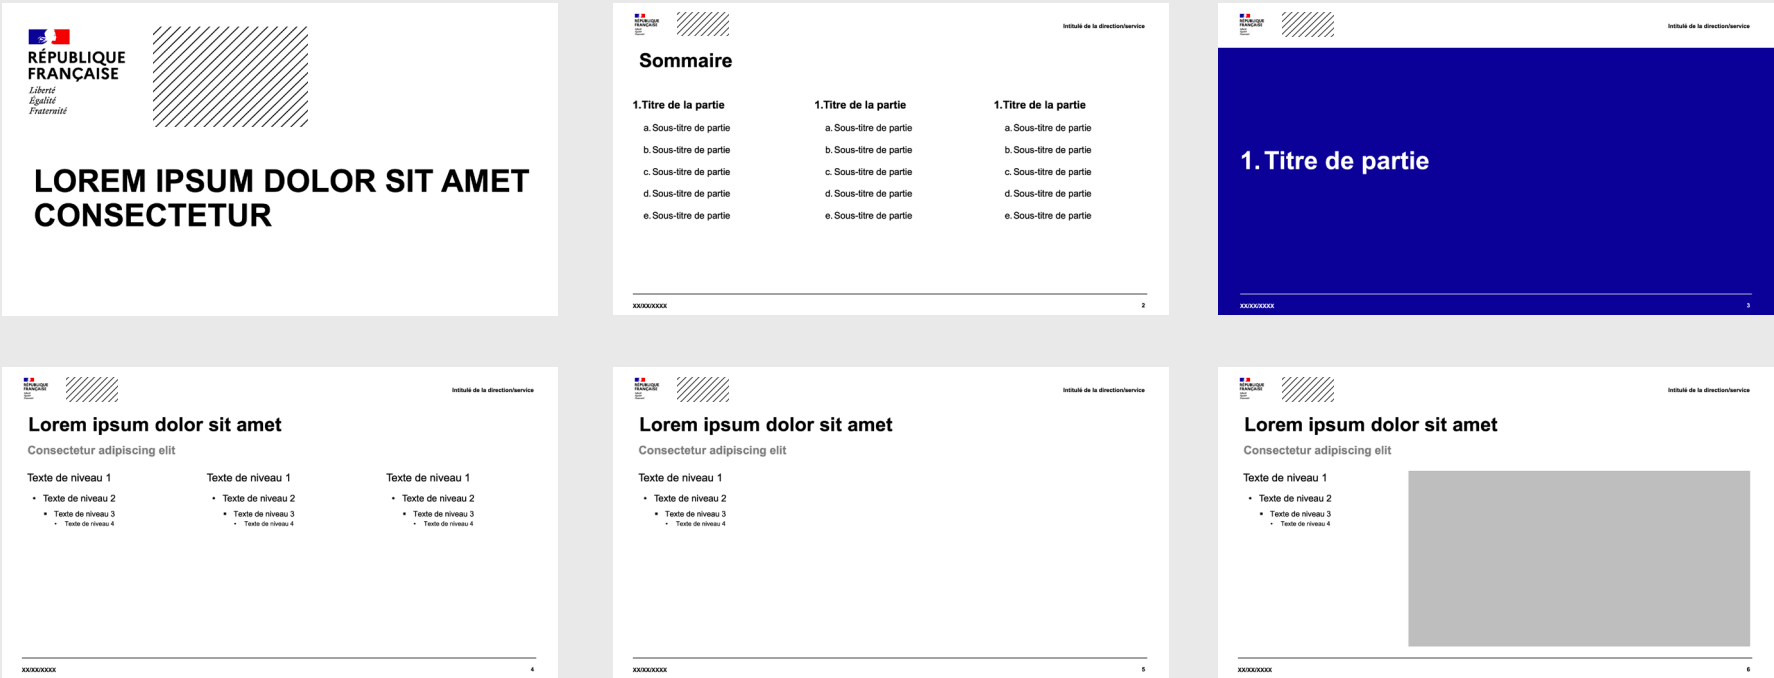 RÉPUBLIQUE
FRANÇAISE
Liberté
Égalité
Fraternité
LOREM IPSUM DOLOR SIT AMET
CONSECTETUR
RÉPUBLIQUE
FRANÇAISE
Intitulé de la direction/service
Sommaire
1.Titre de la partie
a. Sous-titre de partie
b. Sous-titre de partie
c. Sous-titre de partie
d. Sous-titre de partie
e. Sous-titre de partie
1.Titre de la partie
a. Sous-titre de partie
b. Sous-titre de partie
c. Sous-titre de partie
d. Sous-titre de partie
e. Sous-titre de partie
1.Titre de la partie
a. Sous-titre de partie
b. Sous-titre de partie
c. Sous-titre de partie
d. Sous-titre de partie
e. Sous-titre de partie
XX/XX/XXXX
2
RÉPUBLIQUE
FRANÇAISE
Intitulé de la direction/service
1. Titre de partie
XX/XX/XXXX
3
RÉPUBLIQUE
FRANÇAISE
Intitulé de la direction/service
Lorem ipsum dolor sit amet
Consectetur adipiscing elit
Texte de niveau 1
• Texte de niveau 2
▪ Texte de niveau 3
• Texte de niveau 4
Texte de niveau 1
• Texte de niveau 2
▪ Texte de niveau 3
• Texte de niveau 4
Texte de niveau 1
• Texte de niveau 2
▪ Texte de niveau 3
• Texte de niveau 4
XX/XX/XXXX
4
RÉPUBLIQUE
FRANÇAISE
Intitulé de la direction/service
Lorem ipsum dolor sit amet
Consectetur adipiscing elit
Texte de niveau 1
• Texte de niveau 2
▪ Texte de niveau 3
• Texte de niveau 4
XX/XX/XXXX
5
RÉPUBLIQUE
FRANÇAISE
Intitulé de la direction/service
Lorem ipsum dolor sit amet
Consectetur adipiscing elit
Texte de niveau 1
• Texte de niveau 2
▪ Texte de niveau 3
• Texte de niveau 4
XX/XX/XXXX
6